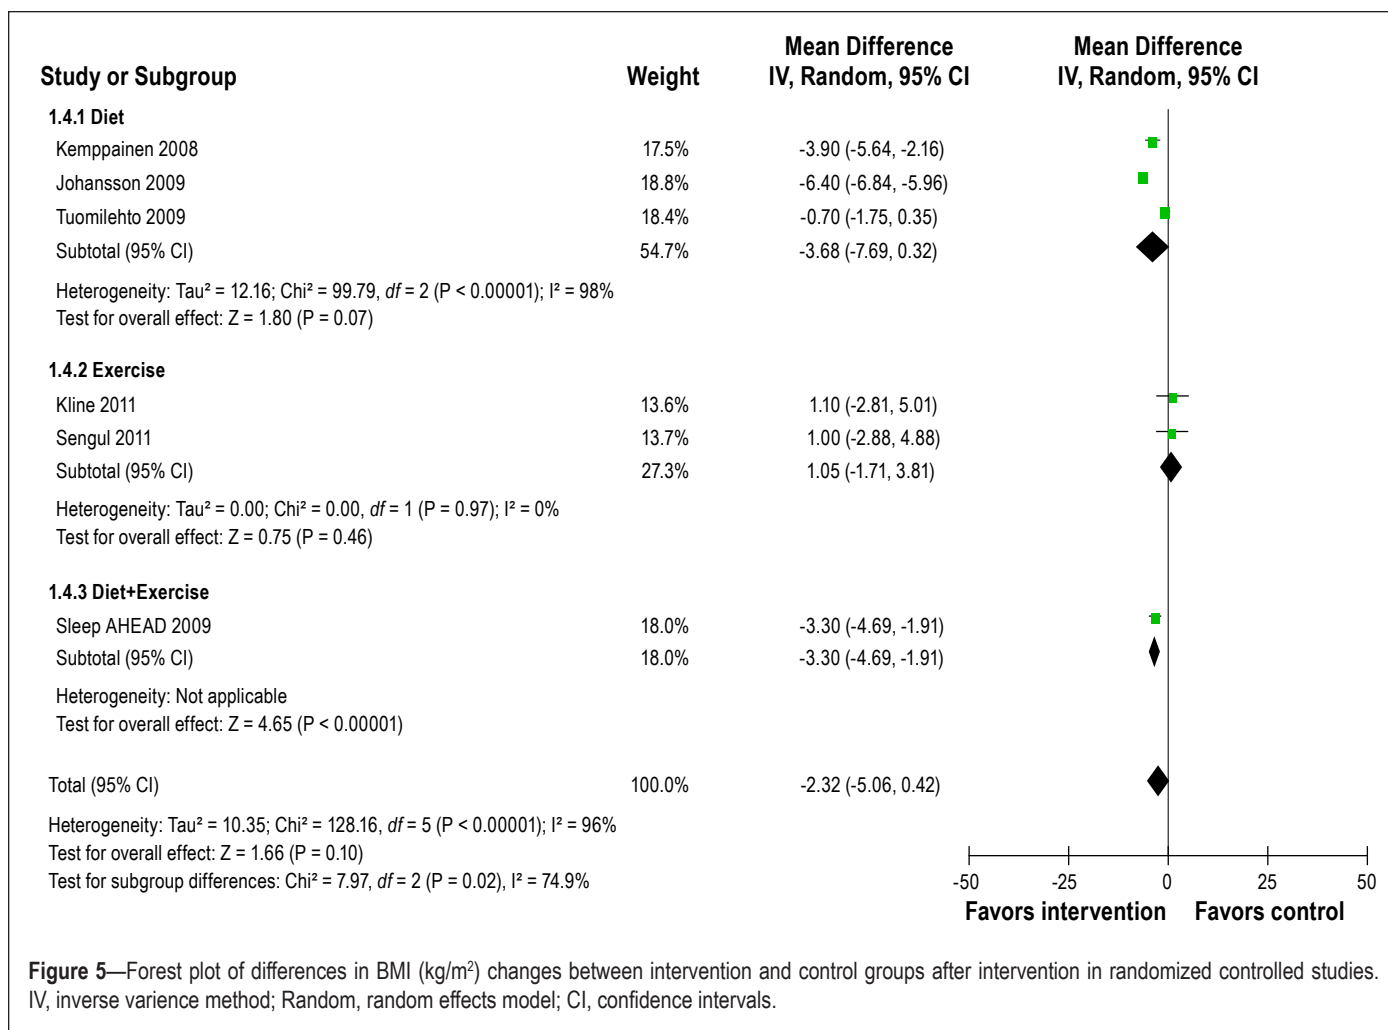 Mean Difference Mean Difference
Study or Subgroup Weight IV, Random, 95% CI IV, Random, 95% CI
1.4.1 Diet
Kemppainen 2008 17.5% -3.90 (-5.64, -2.16)
Johansson 2009 18.8% -6.40 (-6.84, -5.96)
Tuomilehto 2009 18.4% -0.70 (-1.75, 0.35)
Subtotal (95% CI) 54.7% -3.68 (-7.69, 0.32)
Heterogeneity: Tau² = 12.16; Chi² = 99.79, df = 2 (P < 0.00001); I² = 98%
Test for overall effect: Z = 1.80 (P = 0.07)
1.4.2 Exercise
Kline 2011 13.6% 1.10 (-2.81, 5.01)
Sengul 2011 13.7% 1.00 (-2.88, 4.88)
Subtotal (95% CI) 27.3% 1.05 (-1.71, 3.81)
Heterogeneity: Tau² = 0.00; Chi² = 0.00, df = 1 (P = 0.97); I² = 0%
Test for overall effect: Z = 0.75 (P = 0.46)
1.4.3 Diet+Exercise
Sleep AHEAD 2009 18.0% -3.30 (-4.69, -1.91)
Subtotal (95% CI) 18.0% -3.30 (-4.69, -1.91)
Heterogeneity: Not applicable
Test for overall effect: Z = 4.65 (P < 0.00001)
Total (95% CI) 100.0% -2.32 (-5.06, 0.42)
Heterogeneity: Tau² = 10.35; Chi² = 128.16, df = 5 (P < 0.00001); I² = 96%
Test for overall effect: Z = 1.66 (P = 0.10)
Test for subgroup differences: Chi² = 7.97, df = 2 (P = 0.02), I² = 74.9%
-50 -25 0 25 50
Favors intervention Favors control
Figure 5—Forest plot of differences in BMI (kg/m²) changes between intervention and control groups after intervention in randomized controlled studies.
IV, inverse varience method; Random, random effects model; CI, confidence intervals.